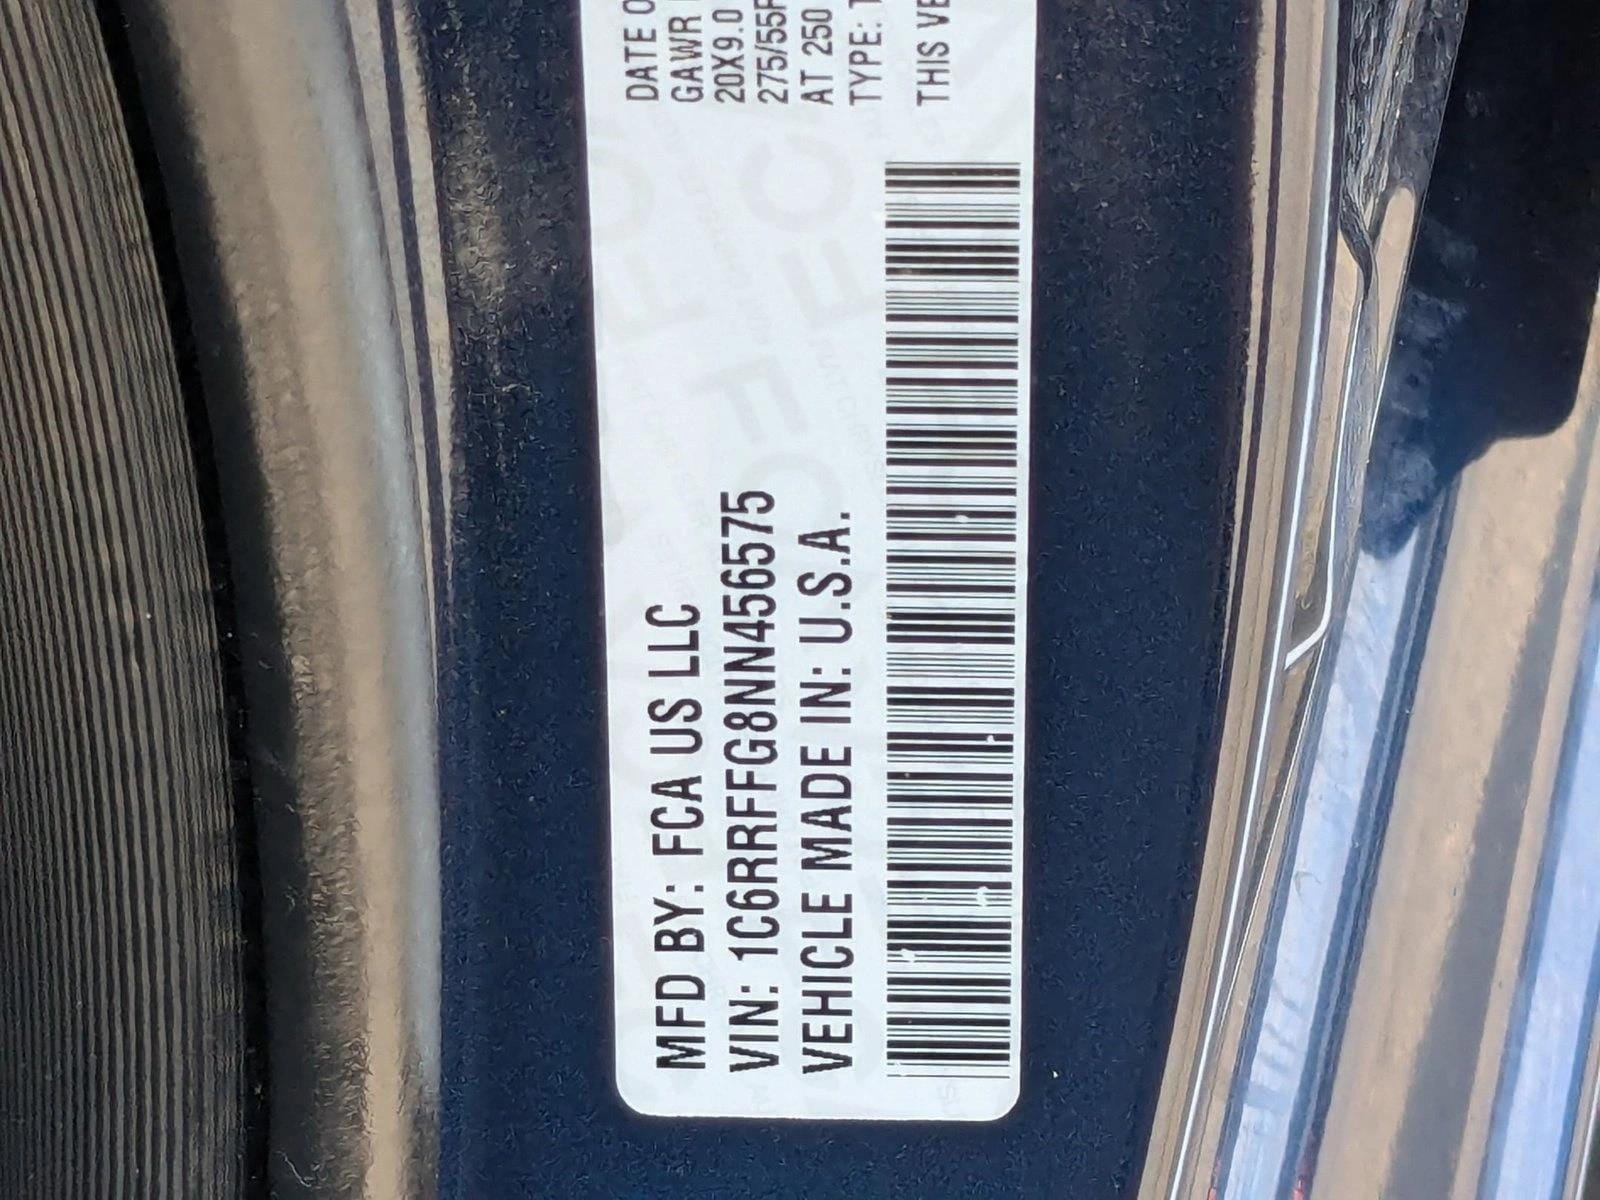 MFD BY: FCA US LLC
VIN: 1C6RRFFG8NN456575
VEHICLE MADE IN: U.S.A.
DATE O
GAWR
20X9.0
275/55R
AT 250
TYPE: T
THIS VE